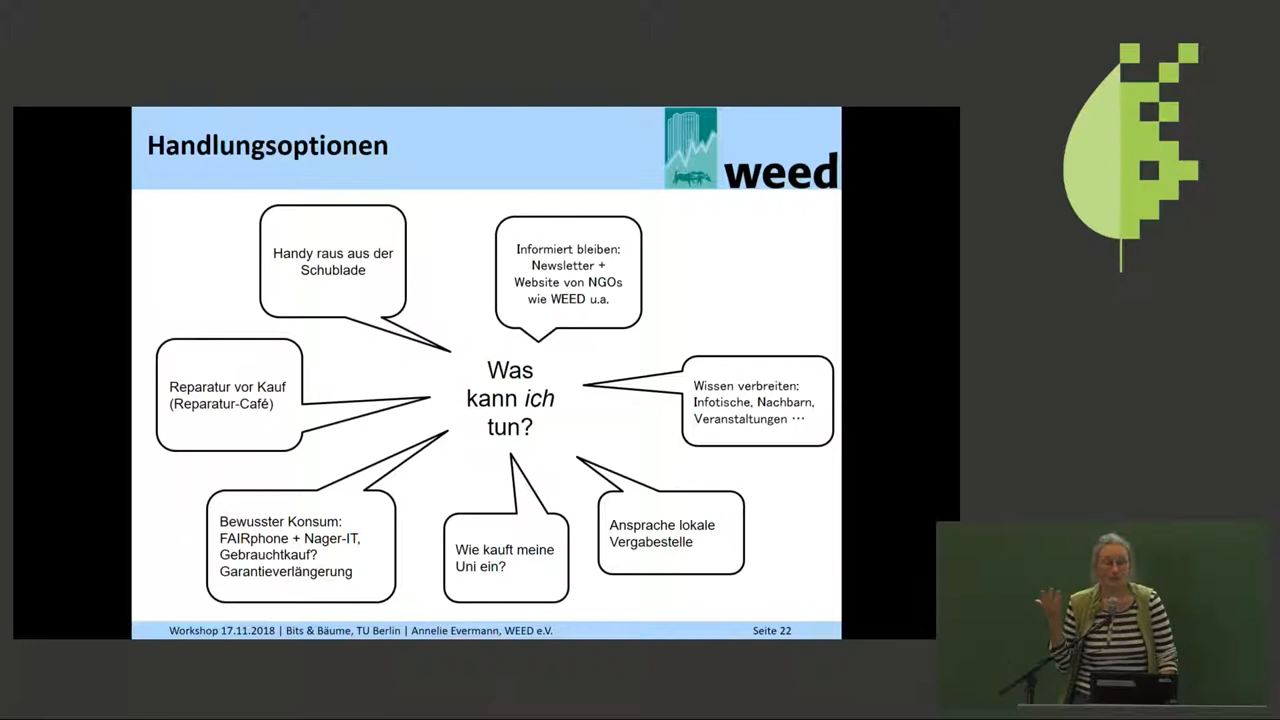 Handlungsoptionen
weed
Handy raus aus der
Schublade
Informiert bleiben:
Newsletter +
Website von NGOs
wie WEED u.a.
Reparatur vor Kauf
(Reparatur-Café)
Was
kann ich
tun?
Wissen verbreiten:
Infotische, Nachbarn,
Veranstaltungen ···
Bewusster Konsum:
FAIRphone + Nager-IT,
Gebrauchtkauf?
Garantieverlängerung
Wie kauft meine
Uni ein?
Ansprache lokale
Vergabestelle
Workshop 17.11.2018 | Bits & Bäume, TU Berlin | Annelie Evermann, WEED e.V.
Seite 22